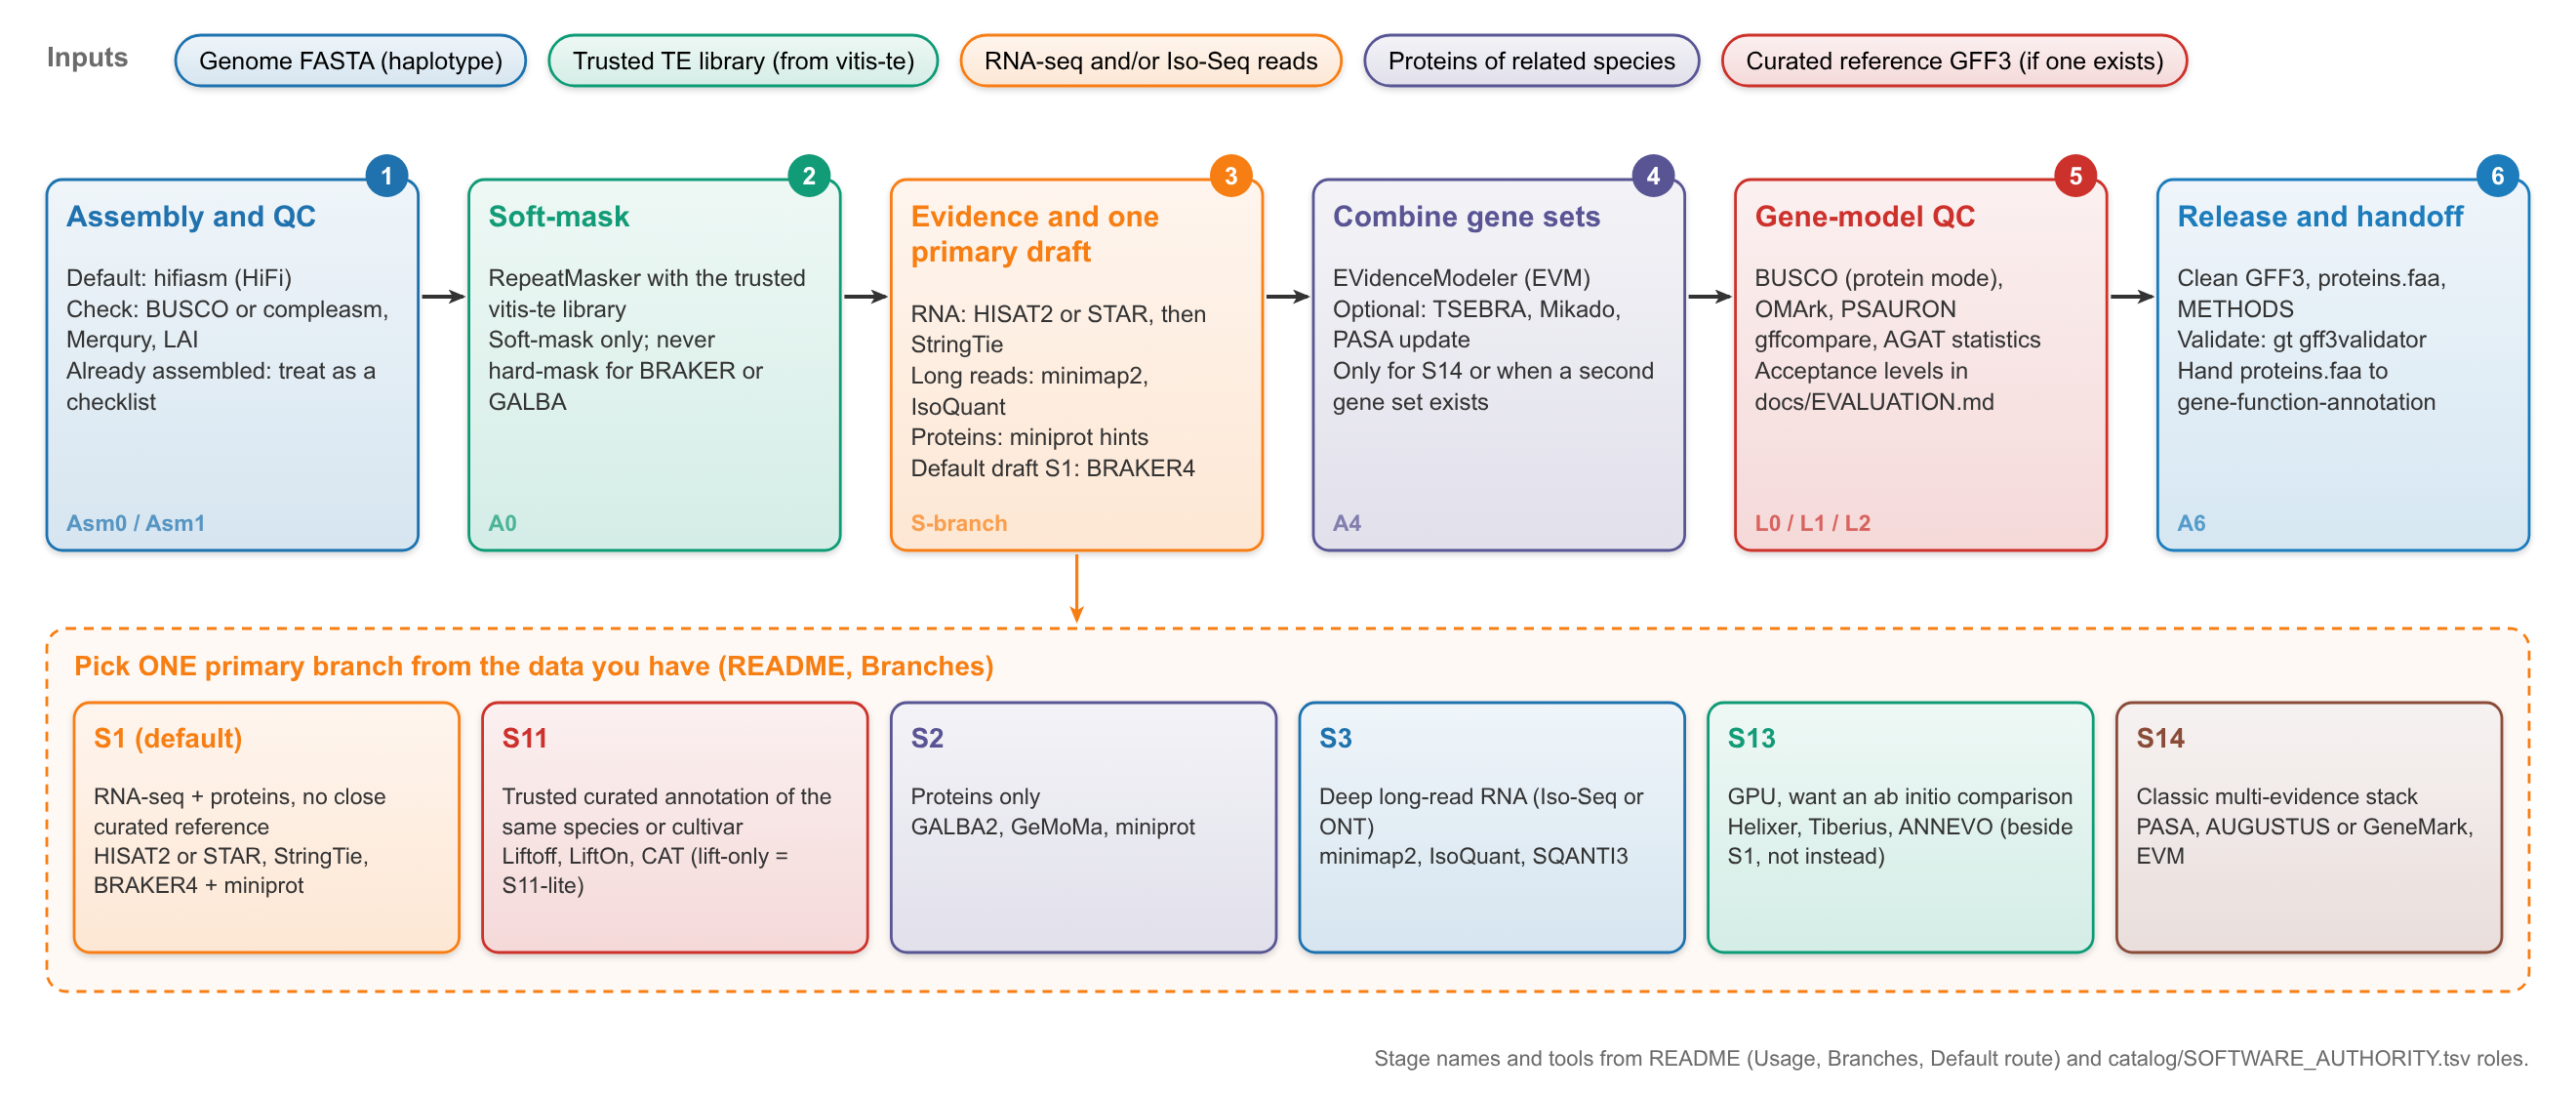 Inputs
Genome FASTA (haplotype)
Trusted TE library (from vitis-te)
RNA-seq and/or Iso-Seq reads
Proteins of related species
Curated reference GFF3 (if one exists)
1
Assembly and QC
Default: hifiasm (HiFi)
Check: BUSCO or compleasm,
Merqury, LAI
Already assembled: treat as a
checklist
Asm0 / Asm1
2
Soft-mask
RepeatMasker with the trusted
vitis-te library
Soft-mask only; never
hard-mask for BRAKER or
GALBA
A0
3
Evidence and one
primary draft
RNA: HISAT2 or STAR, then
StringTie
Long reads: minimap2,
IsoQuant
Proteins: miniprot hints
Default draft S1: BRAKER4
S-branch
4
Combine gene sets
EVidenceModeler (EVM)
Optional: TSEBRA, Mikado,
PASA update
Only for S14 or when a second
gene set exists
A4
5
Gene-model QC
BUSCO (protein mode),
OMArk, PSAURON
gffcompare, AGAT statistics
Acceptance levels in
docs/EVALUATION.md
L0 / L1 / L2
6
Release and handoff
Clean GFF3, proteins.faa,
METHODS
Validate: gt gff3validator
Hand proteins.faa to
gene-function-annotation
A6
Pick ONE primary branch from the data you have (README, Branches)
S1 (default)
RNA-seq + proteins, no close
curated reference
HISAT2 or STAR, StringTie,
BRAKER4 + miniprot
S11
Trusted curated annotation of the
same species or cultivar
Liftoff, LiftOn, CAT (lift-only =
S11-lite)
S2
Proteins only
GALBA2, GeMoMa, miniprot
S3
Deep long-read RNA (Iso-Seq or
ONT)
minimap2, IsoQuant, SQANTI3
S13
GPU, want an ab initio comparison
Helixer, Tiberius, ANNEVO (beside
S1, not instead)
S14
Classic multi-evidence stack
PASA, AUGUSTUS or GeneMark,
EVM
Stage names and tools from README (Usage, Branches, Default route) and catalog/SOFTWARE_AUTHORITY.tsv roles.